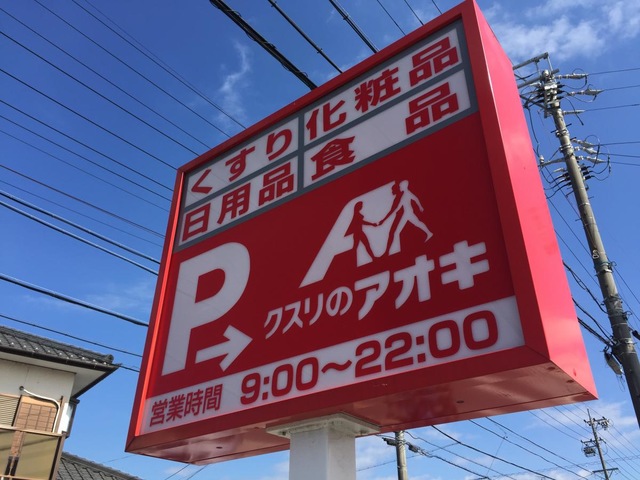 くすり 化粧品
日用品 食品
P
クスリのアオキ
営業時間 9:00~22:00